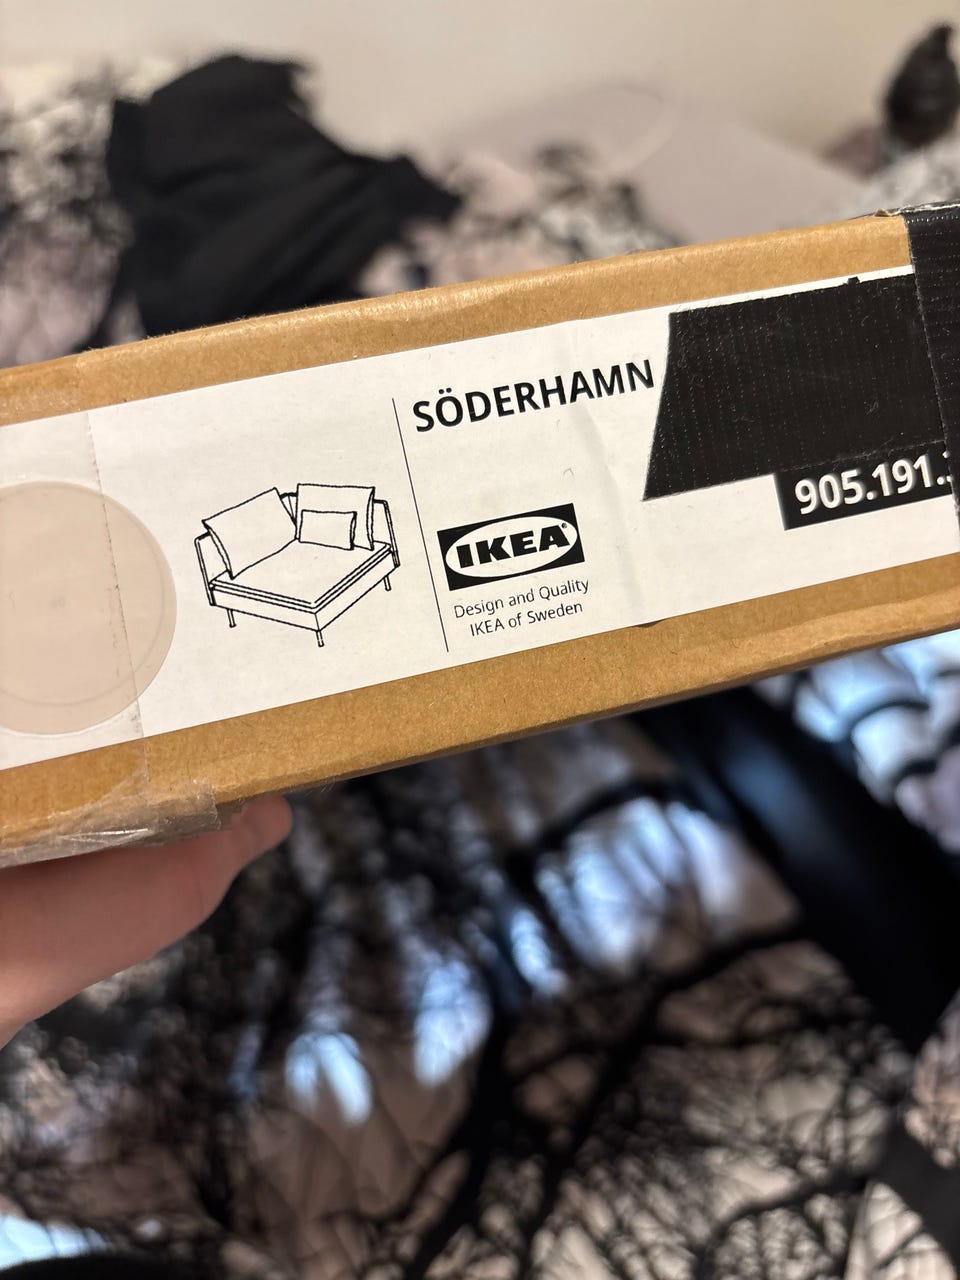 SÖDERHAMN
905.191.
IKEA®
Design and Quality
IKEA of Sweden